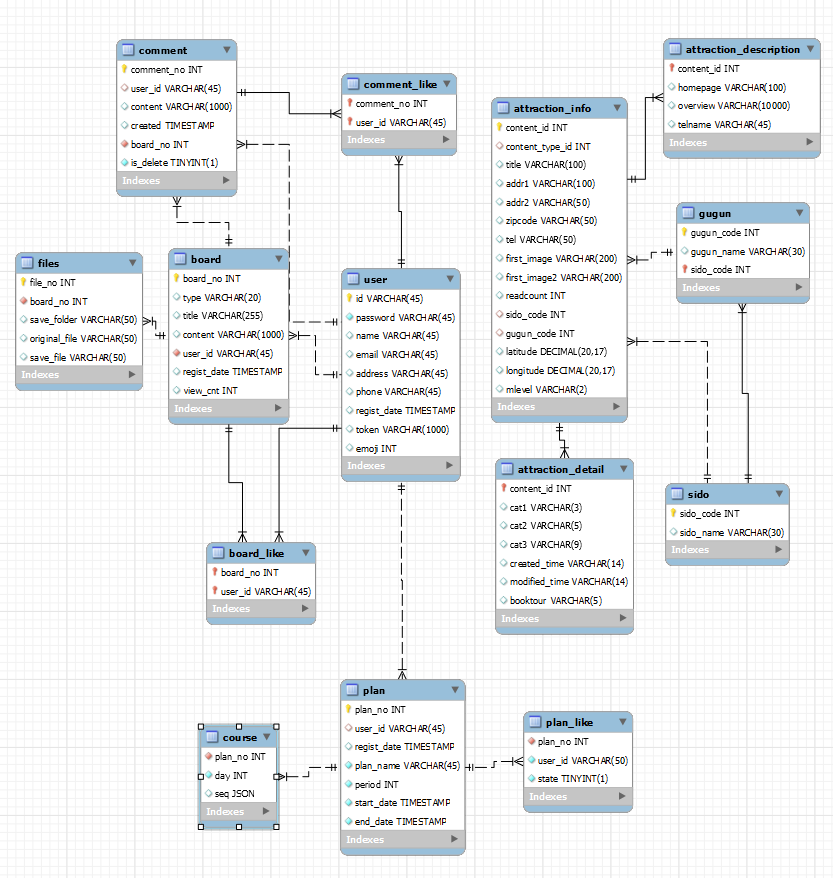 comment
comment_no INT
user_id VARCHAR(45)
content VARCHAR(1000)
created TIMESTAMP
board_no INT
is_delete TINYINT(1)
Indexes
comment_like
comment_no INT
user_id VARCHAR(45)
Indexes
attraction_info
content_id INT
content_type_id INT
title VARCHAR(100)
addr1 VARCHAR(100)
addr2 VARCHAR(50)
zipcode VARCHAR(50)
tel VARCHAR(50)
first_image VARCHAR(200)
first_image2 VARCHAR(200)
readcount INT
sido_code INT
gugun_code INT
latitude DECIMAL(20,17)
longitude DECIMAL(20,17)
mlevel VARCHAR(2)
Indexes
attraction_description
content_id INT
homepage VARCHAR(100)
overview VARCHAR(10000)
telname VARCHAR(45)
Indexes
gugun
gugun_code INT
gugun_name VARCHAR(30)
sido_code INT
Indexes
files
file_no INT
board_no INT
save_folder VARCHAR(50)
original_file VARCHAR(50)
save_file VARCHAR(50)
Indexes
board
board_no INT
type VARCHAR(20)
title VARCHAR(255)
content VARCHAR(1000)
user_id VARCHAR(45)
regist_date TIMESTAMP
view_cnt INT
Indexes
user
id VARCHAR(45)
password VARCHAR(45)
name VARCHAR(45)
email VARCHAR(45)
address VARCHAR(45)
phone VARCHAR(45)
regist_date TIMESTAMP
token VARCHAR(1000)
emoji INT
Indexes
attraction_detail
content_id INT
cat1 VARCHAR(3)
cat2 VARCHAR(5)
cat3 VARCHAR(9)
created_time VARCHAR(14)
modified_time VARCHAR(14)
booktour VARCHAR(5)
Indexes
sido
sido_code INT
sido_name VARCHAR(30)
Indexes
board_like
board_no INT
user_id VARCHAR(45)
Indexes
course
plan_no INT
day INT
seq JSON
Indexes
plan
plan_no INT
user_id VARCHAR(45)
regist_date TIMESTAMP
plan_name VARCHAR(45)
period INT
start_date TIMESTAMP
end_date TIMESTAMP
Indexes
plan_like
plan_no INT
user_id VARCHAR(50)
state TINYINT(1)
Indexes